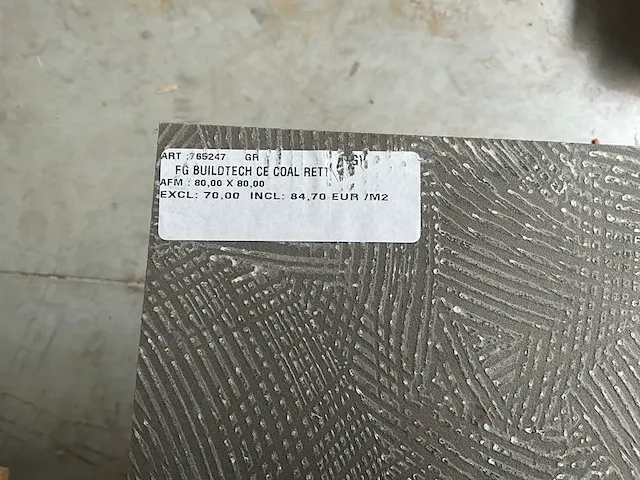 ART :765247 GR
FG BUILDTECH CE COAL RETT
AFM : 80,00 X 80,00
EXCL: 70,00 INCL: 84,70 EUR /M2